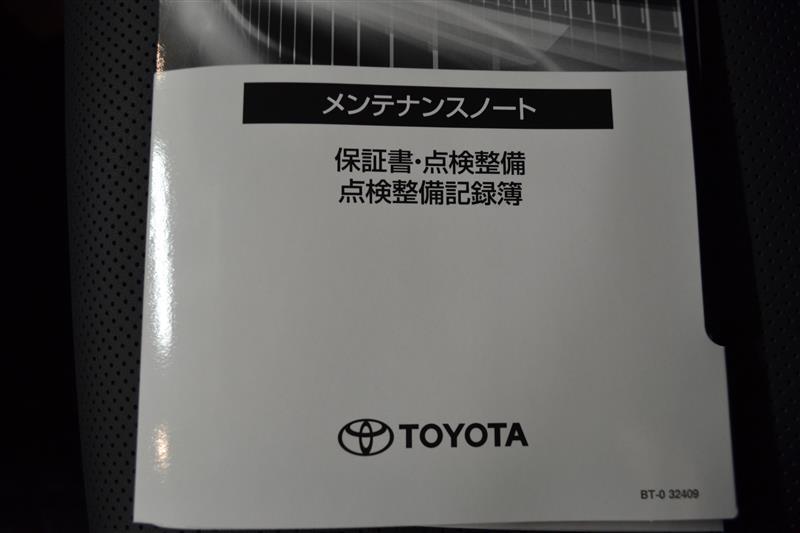 メンテナンスノート
保証書・点検整備
点検整備記録簿
TOYOTA
BT-0 32409